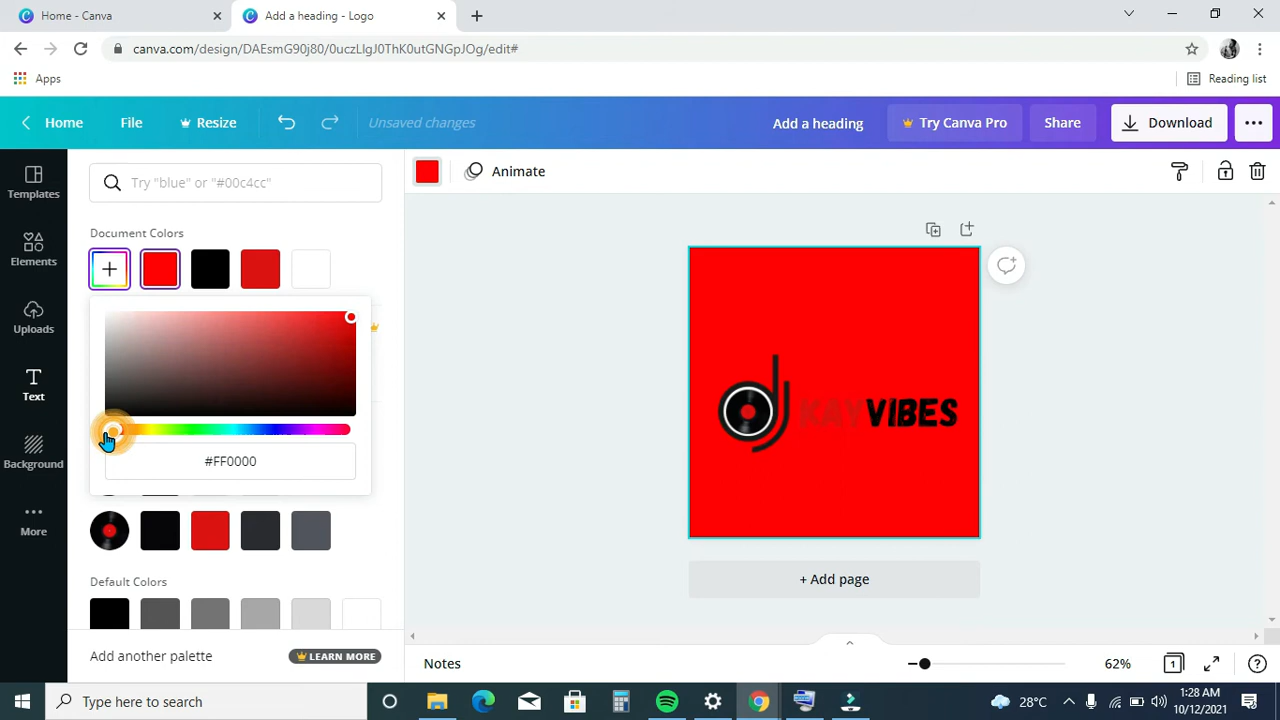 Home - Canva
Add a heading - Logo
canva.com/design/DAEsmG90j80/0uczLlgJ0ThK0utGNGpJOg/edit#
Apps
Reading list
Home
File
Resize
Unsaved changes
Add a heading
Try Canva Pro
Share
Download
Templates
Elements
Uploads
Text
Background
More
Try "blue" or "#00c4cc"
Document Colors
#FF0000
Default Colors
Add another palette
LEARN MORE
Animate
dj KAYVIBES
+ Add page
Notes
62%
1
Type here to search
28°C
1:28 AM
10/12/2021